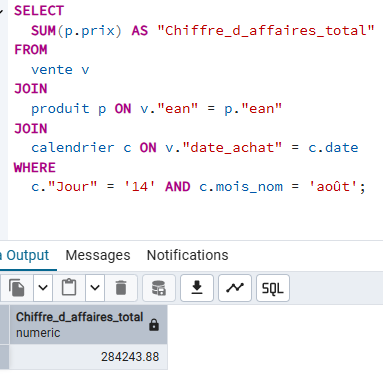 SELECT
SUM(p.prix) AS "Chiffre_d_affaires_total"
FROM
vente v
JOIN
produit p ON v."ean" = p."ean"
JOIN
calendrier c ON v."date_achat" = c.date
WHERE
c."Jour" = '14' AND c.mois_nom = 'août';
Output Messages Notifications
SQL
Chiffre_d_affaires_total
numeric
284243.88